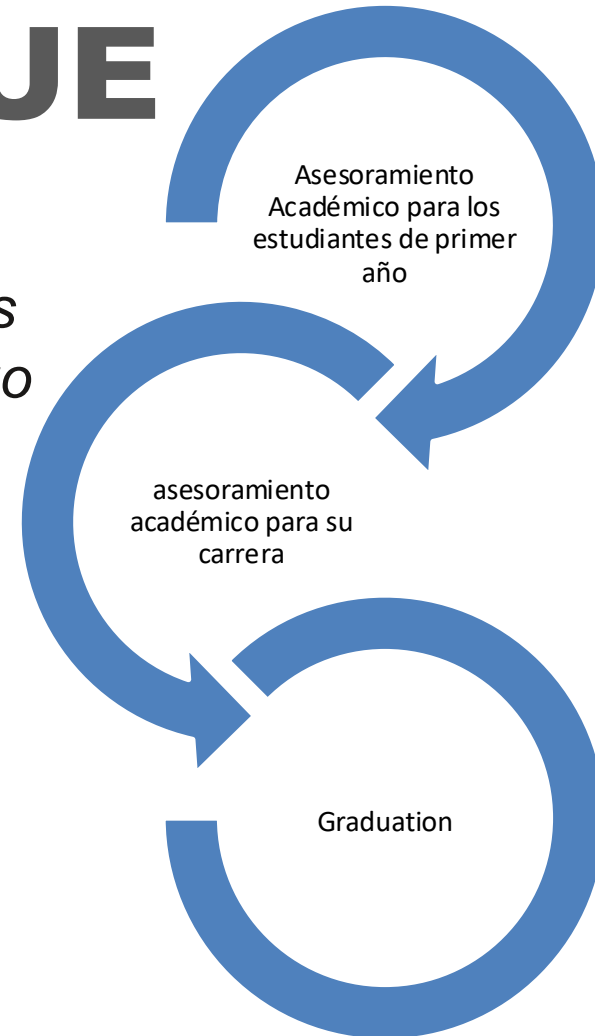 UE
Asesoramiento
Académico para los
estudiantes de primer
año
s
o
asesoramiento
académico para su
carrera
Graduation